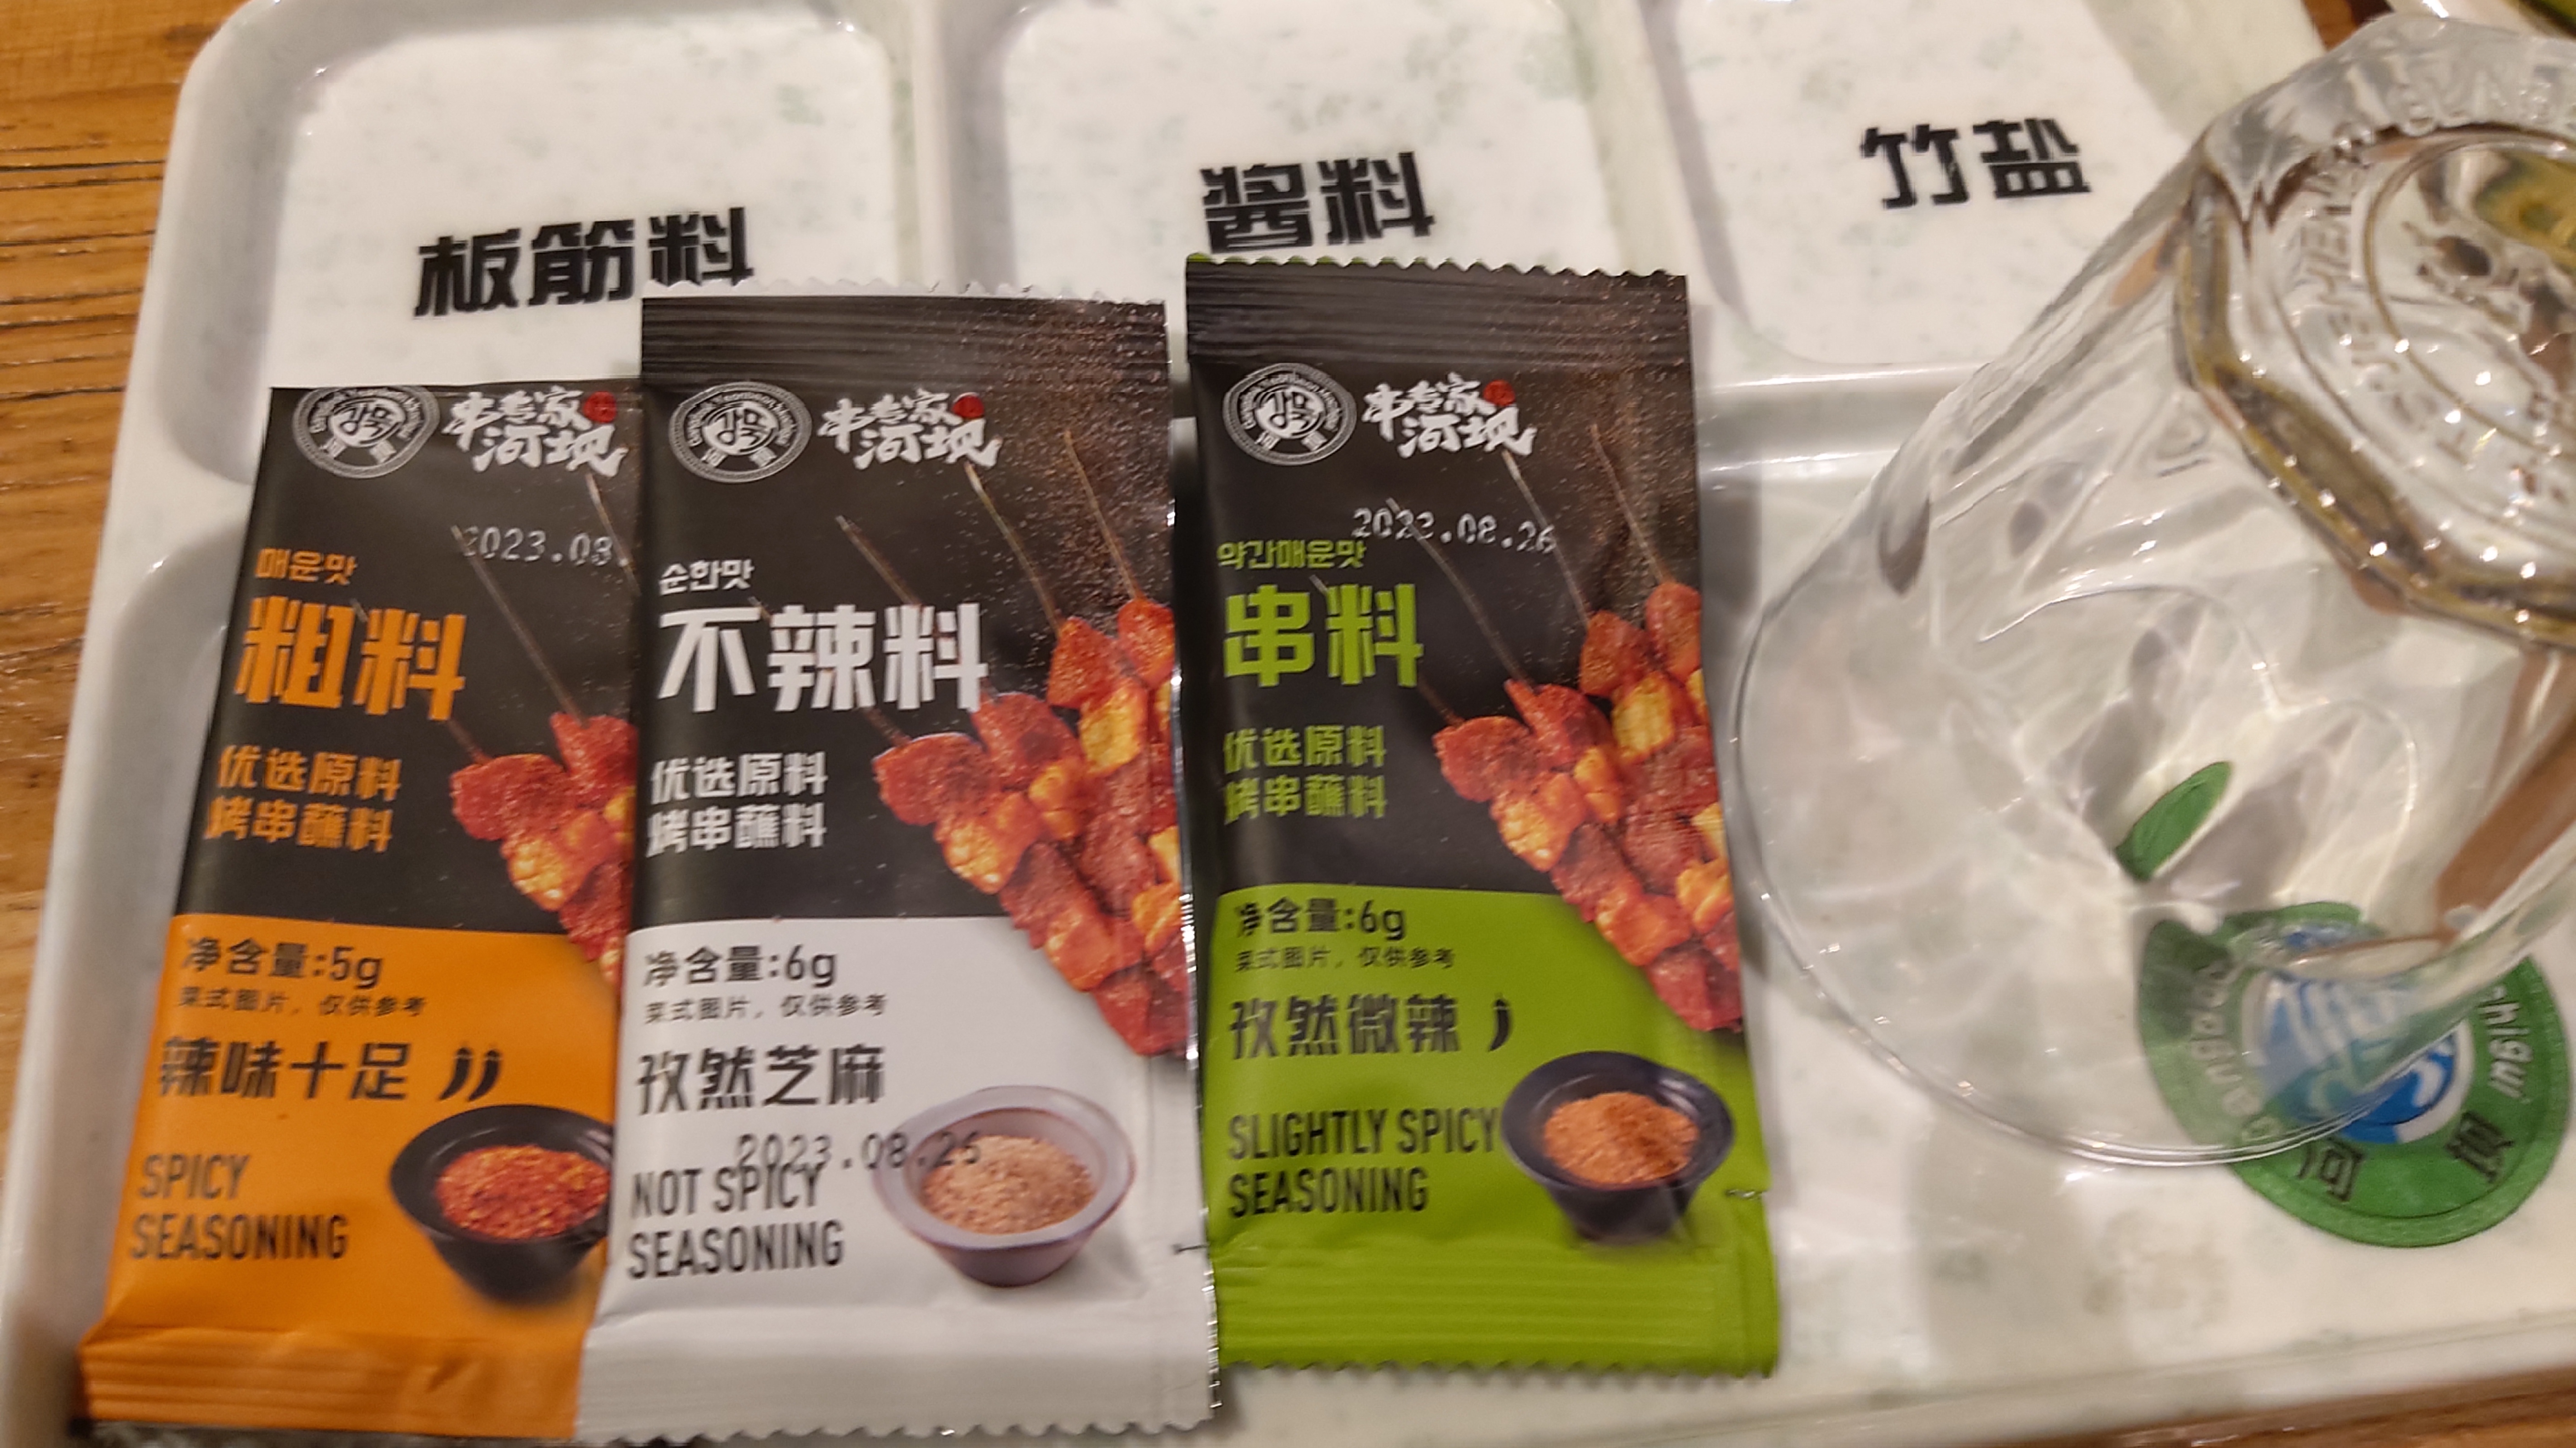 板筋料
酱料
竹盐
串专家
河坝
2023.08.
매운맛
粗料
优选原料
烤串蘸料
净含量:5g
菜式图片，仅供参考
辣味十足
SPICY
SEASONING
串专家
河坝
순한맛
不辣料
优选原料
烤串蘸料
净含量:6g
菜式图片，仅供参考
孜然芝麻
2023.08.26
NOT SPICY
SEASONING
串专家
河坝
2023.08.26
약간매운맛
串料
优选原料
烤串蘸料
净含量:6g
菜式图片，仅供参考
孜然微辣
SLIGHTLY SPICY
SEASONING